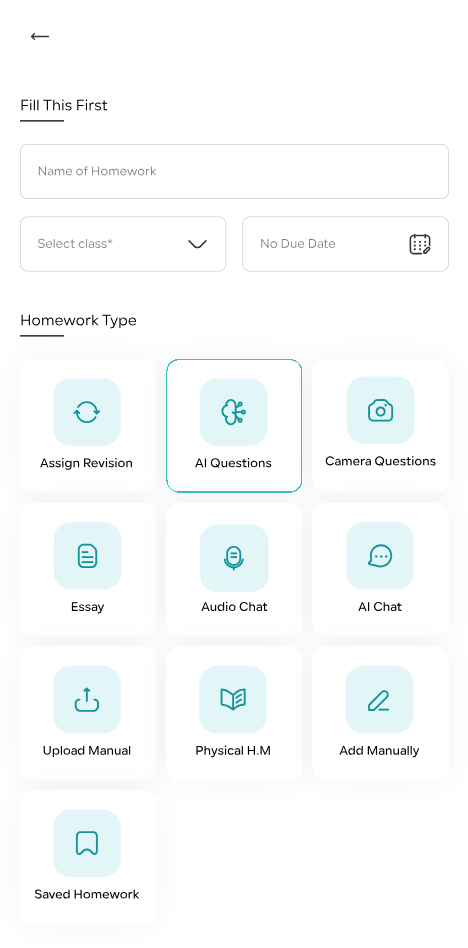 Fill This First
Name of Homework
Select class*
No Due Date
Homework Type
Assign Revision
AI Questions
Camera Questions
Essay
Audio Chat
AI Chat
Upload Manual
Physical H.M
Add Manually
Saved Homework